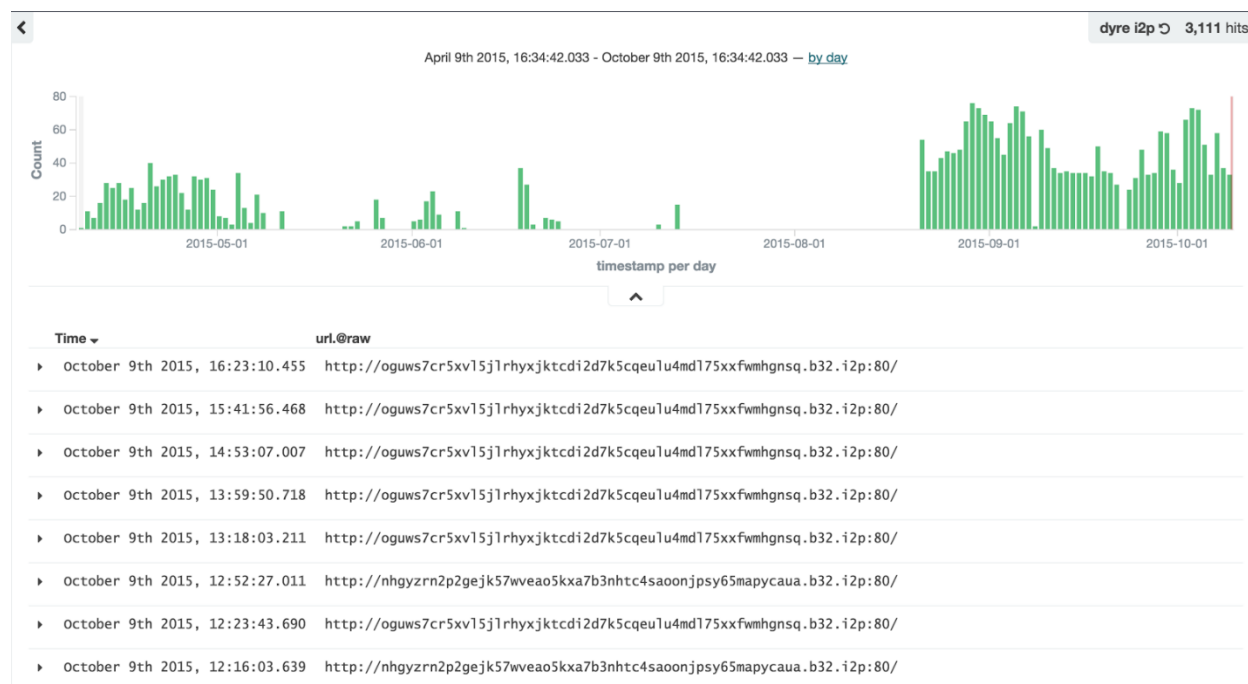 dyre i2p 3,111 hits
April 9th 2015, 16:34:42.033 - October 9th 2015, 16:34:42.033 — by day
80
60
40
20
0
Count
2015-05-01 2015-06-01 2015-07-01 2015-08-01 2015-09-01 2015-10-01
timestamp per day
Time url.@raw
October 9th 2015, 16:23:10.455 http://oguws7cr5xvl5jlrhyxjktcdi2d7k5cqeulu4mdl75xxfwmhgnsq.b32.i2p:80/
October 9th 2015, 15:41:56.468 http://oguws7cr5xvl5jlrhyxjktcdi2d7k5cqeulu4mdl75xxfwmhgnsq.b32.i2p:80/
October 9th 2015, 14:53:07.007 http://oguws7cr5xvl5jlrhyxjktcdi2d7k5cqeulu4mdl75xxfwmhgnsq.b32.i2p:80/
October 9th 2015, 13:59:50.718 http://oguws7cr5xvl5jlrhyxjktcdi2d7k5cqeulu4mdl75xxfwmhgnsq.b32.i2p:80/
October 9th 2015, 13:18:03.211 http://oguws7cr5xvl5jlrhyxjktcdi2d7k5cqeulu4mdl75xxfwmhgnsq.b32.i2p:80/
October 9th 2015, 12:52:27.011 http://nhgyzrn2p2gejk57wveao5kxa7b3nhtc4saoonjpsy65mapycaua.b32.i2p:80/
October 9th 2015, 12:23:43.690 http://oguws7cr5xvl5jlrhyxjktcdi2d7k5cqeulu4mdl75xxfwmhgnsq.b32.i2p:80/
October 9th 2015, 12:16:03.639 http://nhgyzrn2p2gejk57wveao5kxa7b3nhtc4saoonjpsy65mapycaua.b32.i2p:80/